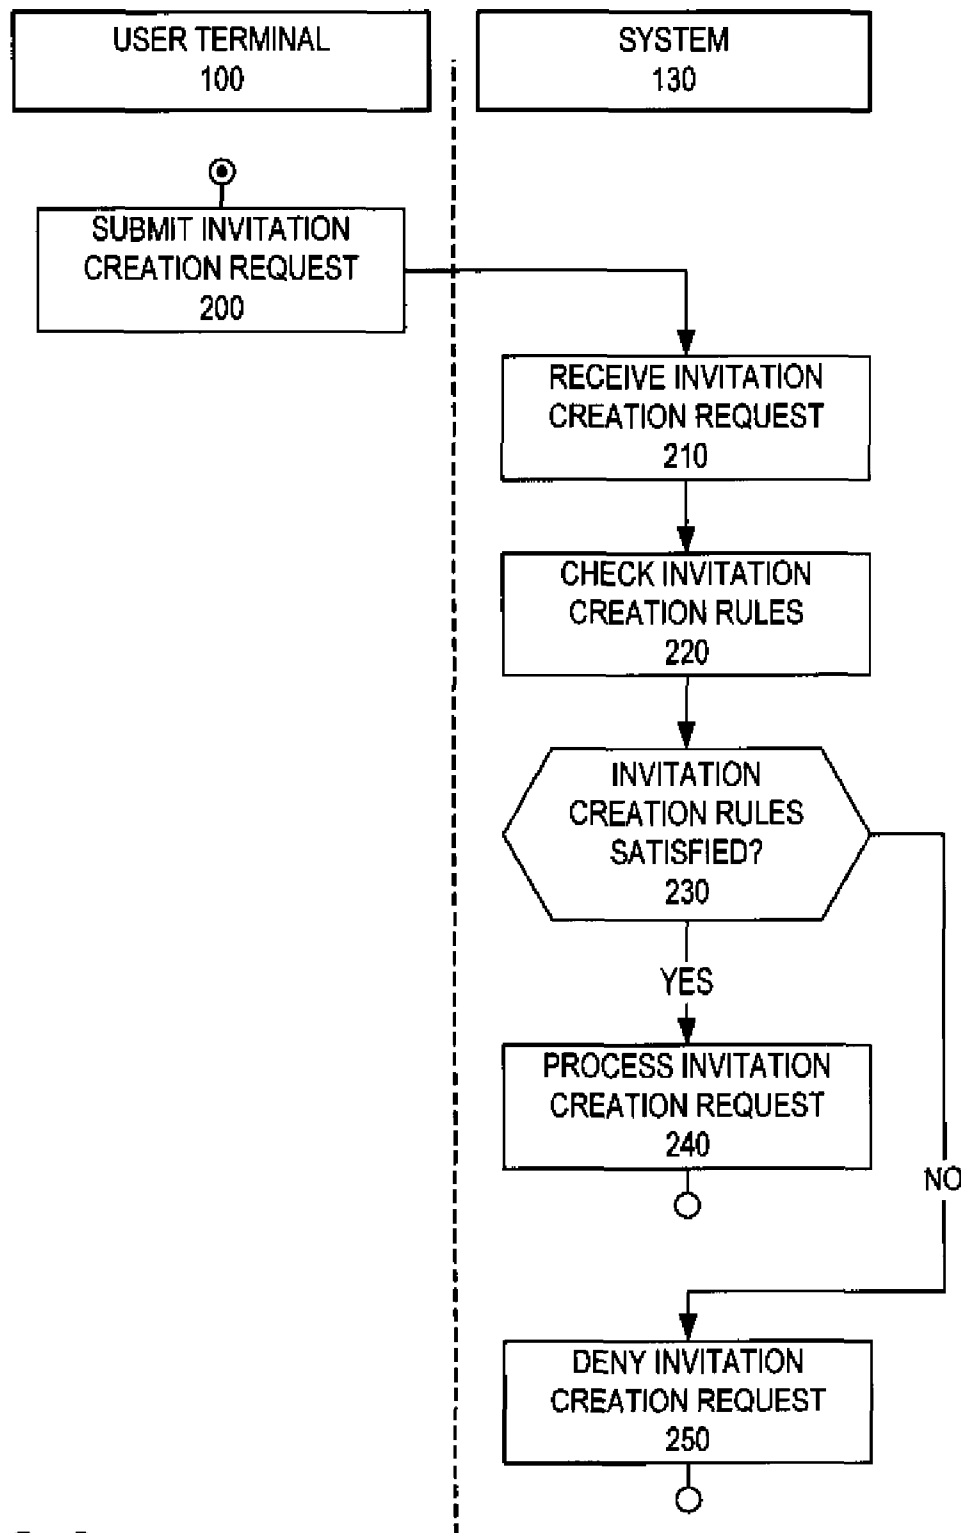 USER TERMINAL
100
SYSTEM
130
SUBMIT INVITATION
CREATION REQUEST
200
RECEIVE INVITATION
CREATION REQUEST
210
CHECK INVITATION
CREATION RULES
220
INVITATION
CREATION RULES
SATISFIED?
230
YES
PROCESS INVITATION
CREATION REQUEST
240
NO
DENY INVITATION
CREATION REQUEST
250